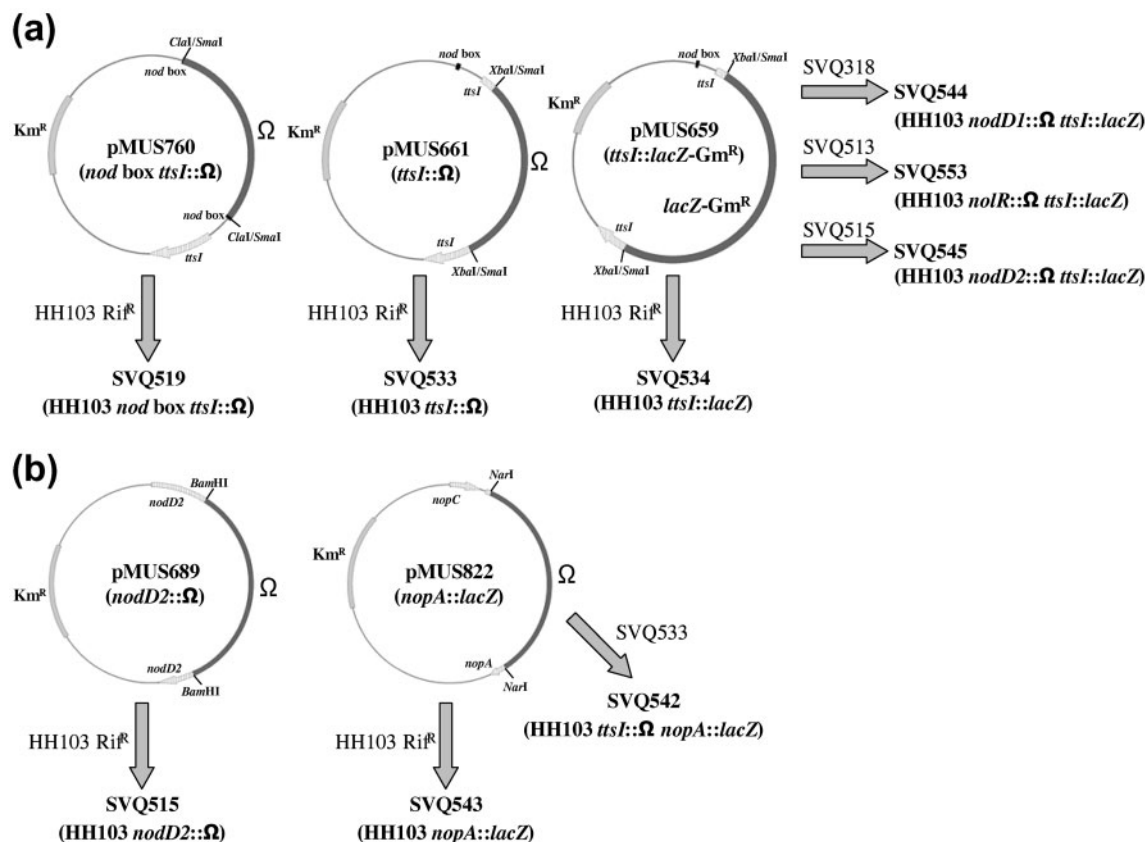 (a)
ClaI/SmaI
nod box
KmR
Ω
pMUS760
(nod box ttsI::Ω)
nod box
ClaI/SmaI
ttsI
HH103 RifR
SVQ519
(HH103 nod box ttsI::Ω)
nod box
XbaI/SmaI
ttsI
KmR
Ω
pMUS661
(ttsI::Ω)
ttsI
XbaI/SmaI
HH103 RifR
SVQ533
(HH103 ttsI::Ω)
nod box
XbaI/SmaI
ttsI
KmR
pMUS659
(ttsI::lacZ-GmR)
lacZ-GmR
ttsI
XbaI/SmaI
HH103 RifR
SVQ534
(HH103 ttsI::lacZ)
SVQ318
SVQ544
(HH103 nodD1::Ω ttsI::lacZ)
SVQ513
SVQ553
(HH103 nolR::Ω ttsI::lacZ)
SVQ515
SVQ545
(HH103 nodD2::Ω ttsI::lacZ)
(b)
BamHI
nodD2
pMUS689
(nodD2::Ω)
KmR
Ω
nodD2
BamHI
HH103 RifR
SVQ515
(HH103 nodD2::Ω)
NarI
nopC
KmR
pMUS822
(nopA::lacZ)
Ω
nopA
NarI
HH103 RifR
SVQ543
(HH103 nopA::lacZ)
SVQ533
SVQ542
(HH103 ttsI::Ω nopA::lacZ)